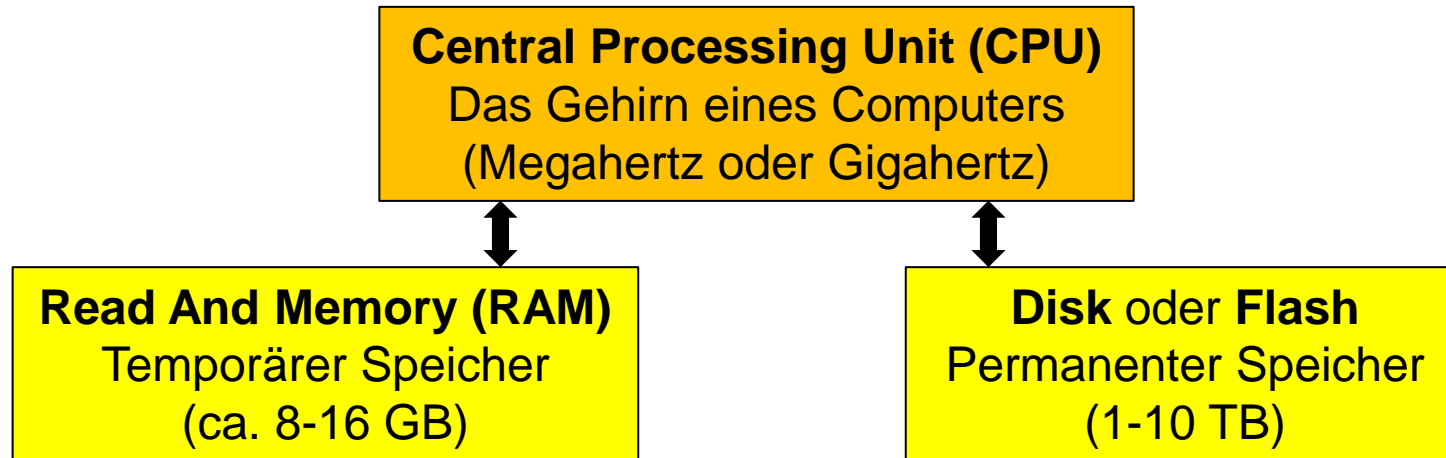 Central Processing Unit (CPU)
Das Gehirn eines Computers
(Megahertz oder Gigahertz)
Read And Memory (RAM)
Temporärer Speicher
(ca. 8-16 GB)
Disk oder Flash
Permanenter Speicher
(1-10 TB)